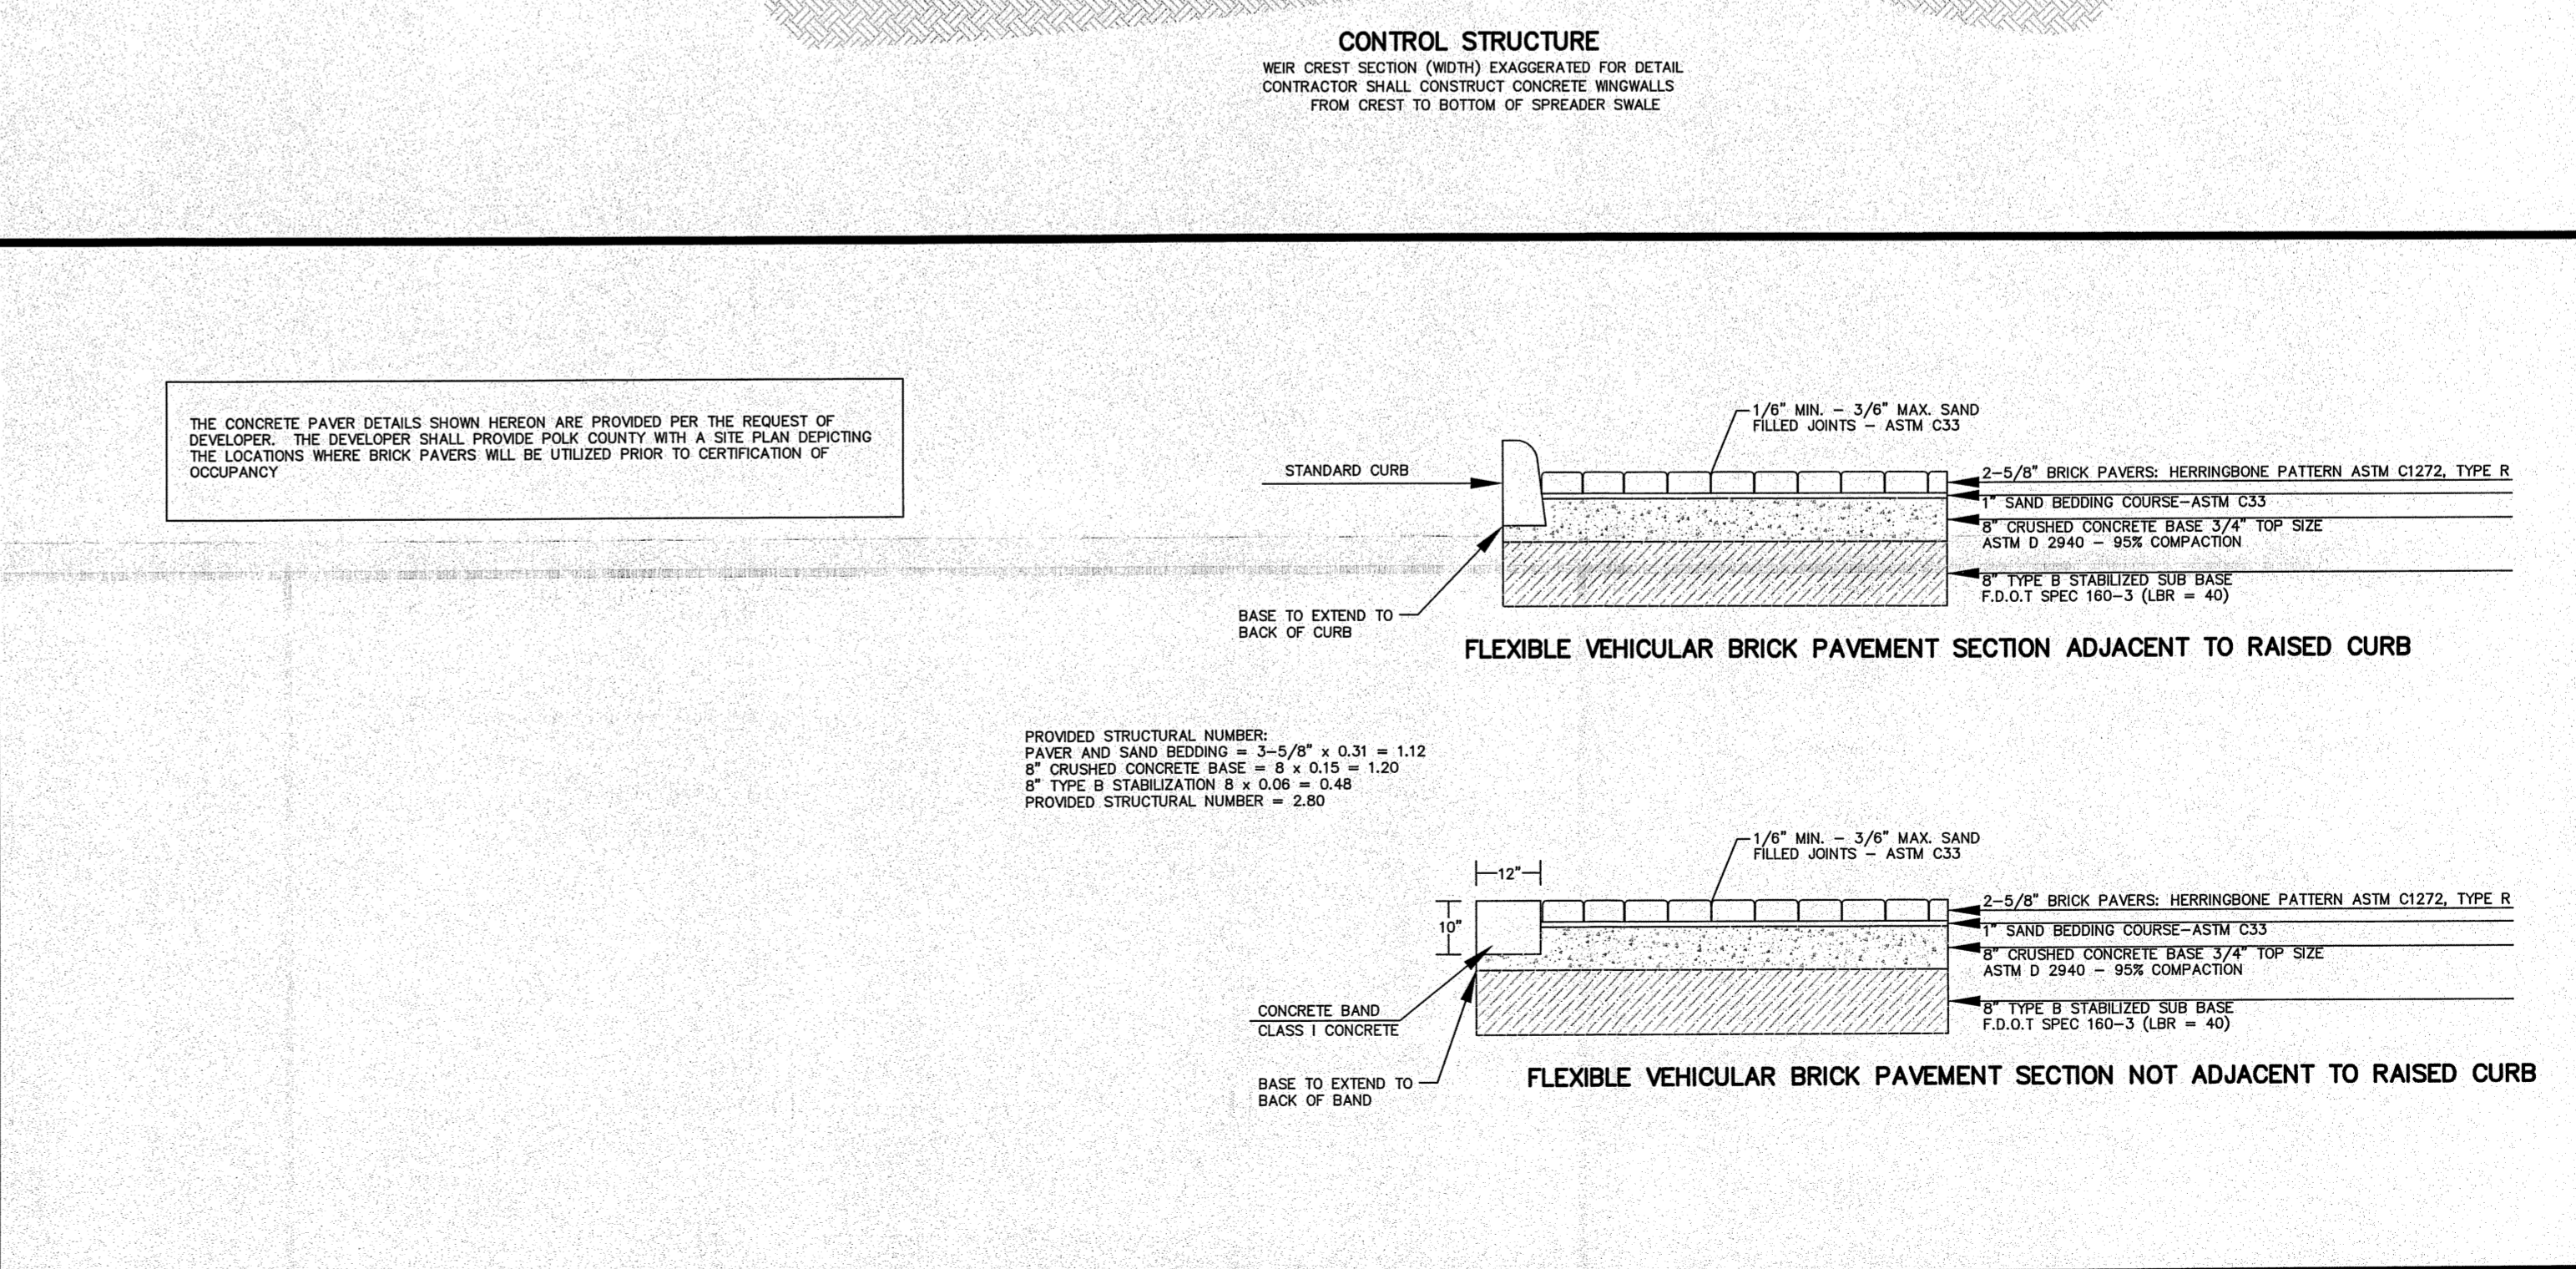 CONTROL STRUCTURE
WEIR CREST SECTION (WIDTH) EXAGGERATED FOR DETAIL
CONTRACTOR SHALL CONSTRUCT CONCRETE WINGWALLS
FROM CREST TO BOTTOM OF SPREADER SWALE
THE CONCRETE PAVER DETAILS SHOWN HEREON ARE PROVIDED PER THE REQUEST OF
DEVELOPER. THE DEVELOPER SHALL PROVIDE POLK COUNTY WITH A SITE PLAN DEPICTING
THE LOCATIONS WHERE BRICK PAVERS WILL BE UTILIZED PRIOR TO CERTIFICATION OF
OCCUPANCY
1/6" MIN. – 3/6" MAX. SAND
FILLED JOINTS – ASTM C33
STANDARD CURB
2–5/8" BRICK PAVERS: HERRINGBONE PATTERN ASTM C1272, TYPE R
1" SAND BEDDING COURSE–ASTM C33
8" CRUSHED CONCRETE BASE 3/4" TOP SIZE
ASTM D 2940 – 95% COMPACTION
8" TYPE B STABILIZED SUB BASE
F.D.O.T SPEC 160–3 (LBR = 40)
BASE TO EXTEND TO
BACK OF CURB
FLEXIBLE VEHICULAR BRICK PAVEMENT SECTION ADJACENT TO RAISED CURB
PROVIDED STRUCTURAL NUMBER:
PAVER AND SAND BEDDING = 3–5/8" x 0.31 = 1.12
8" CRUSHED CONCRETE BASE = 8 x 0.15 = 1.20
8" TYPE B STABILIZATION 8 x 0.06 = 0.48
PROVIDED STRUCTURAL NUMBER = 2.80
1/6" MIN. – 3/6" MAX. SAND
FILLED JOINTS – ASTM C33
12"
10"
2–5/8" BRICK PAVERS: HERRINGBONE PATTERN ASTM C1272, TYPE R
1" SAND BEDDING COURSE–ASTM C33
8" CRUSHED CONCRETE BASE 3/4" TOP SIZE
ASTM D 2940 – 95% COMPACTION
8" TYPE B STABILIZED SUB BASE
F.D.O.T SPEC 160–3 (LBR = 40)
CONCRETE BAND
CLASS I CONCRETE
BASE TO EXTEND TO
BACK OF BAND
FLEXIBLE VEHICULAR BRICK PAVEMENT SECTION NOT ADJACENT TO RAISED CURB